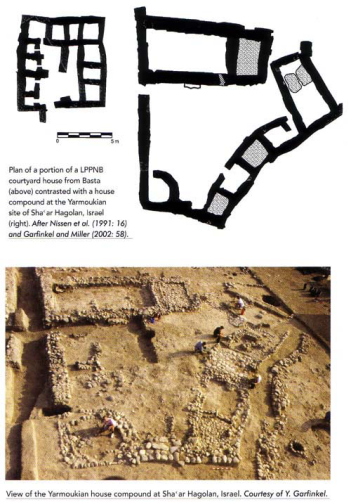 0 5 m
Plan of a portion of a LPPNB
courtyard house from Basta
(above) contrasted with a house
compound at the Yarmoukian
site of Sha'ar Hagolan, Israel
(right). After Nissen et al. (1991: 16)
and Garfinkel and Miller (2002: 58).
View of the Yarmoukian house compound at Sha'ar Hagolan, Israel. Courtesy of Y. Garfinkel.